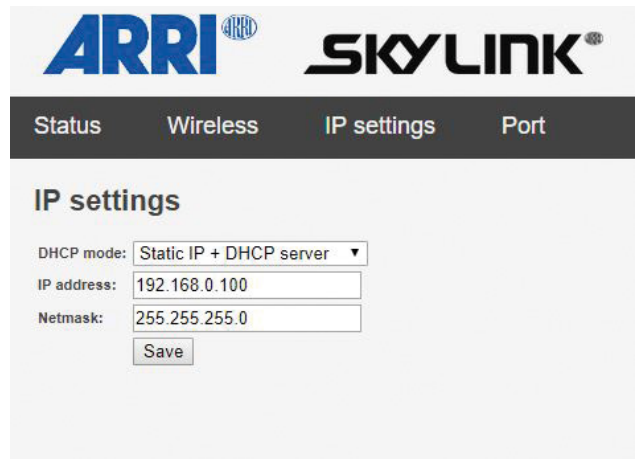 ARRI® ARRI SKYLINK®
Status Wireless IP settings Port
IP settings
DHCP mode: Static IP + DHCP server ▼
IP address: 192.168.0.100
Netmask: 255.255.255.0
Save